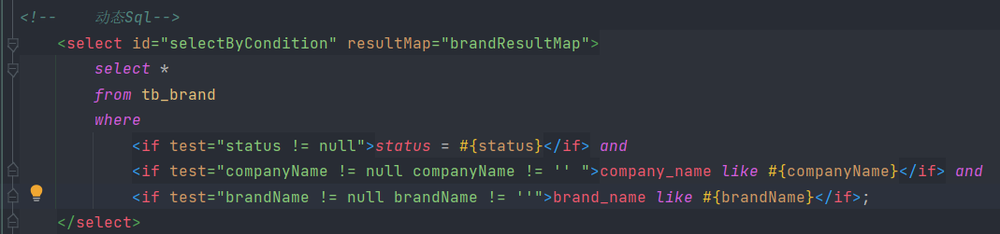 <!--    动态Sql-->
<select id="selectByCondition" resultMap="brandResultMap">
select *
from tb_brand
where
<if test="status != null">status = #{status}</if> and
<if test="companyName != null companyName != '' ">company_name like #{companyName}</if> and
<if test="brandName != null brandName != ''">brand_name like #{brandName}</if>;
</select>